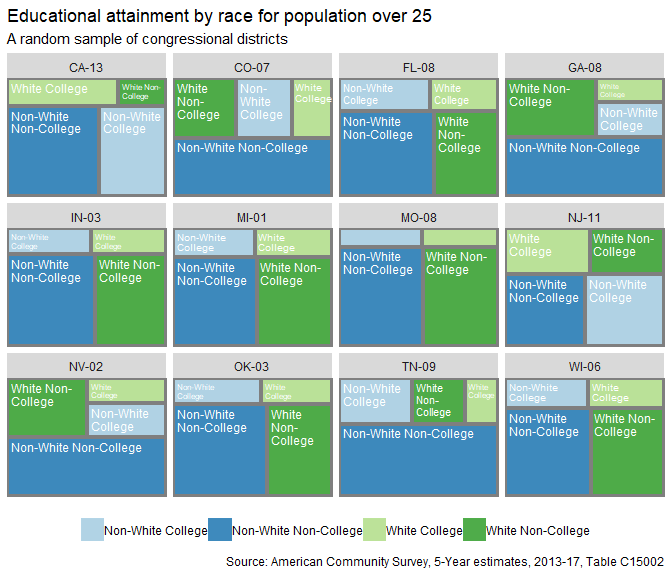 Educational attainment by race for population over 25
A random sample of congressional districts
CA-13
White College
White Non-
College
Non-White
Non-College
Non-White
College
CO-07
White
Non-
College
Non-
White
College
White
College
Non-White Non-College
FL-08
Non-White
College
White
College
Non-White
Non-College
White
Non-
College
GA-08
White Non-
College
White
College
Non-White
College
Non-White Non-College
IN-03
Non-White
College
White
College
Non-White
Non-College
White Non-
College
MI-01
Non-White
College
White
College
Non-White
Non-College
White Non-
College
MO-08
Non-White
Non-College
White Non-
College
NJ-11
White
College
White Non-
College
Non-White
Non-College
Non-White
College
NV-02
White Non-
College
White
College
Non-White
College
Non-White Non-College
OK-03
Non-White
College
White
College
Non-White
Non-College
White
Non-
College
TN-09
Non-White
College
White
Non-
College
White
College
Non-White Non-College
WI-06
Non-White
College
White
College
Non-White
Non-College
White Non-
College
Non-White College Non-White Non-College White College White Non-College
Source: American Community Survey, 5-Year estimates, 2013-17, Table C15002